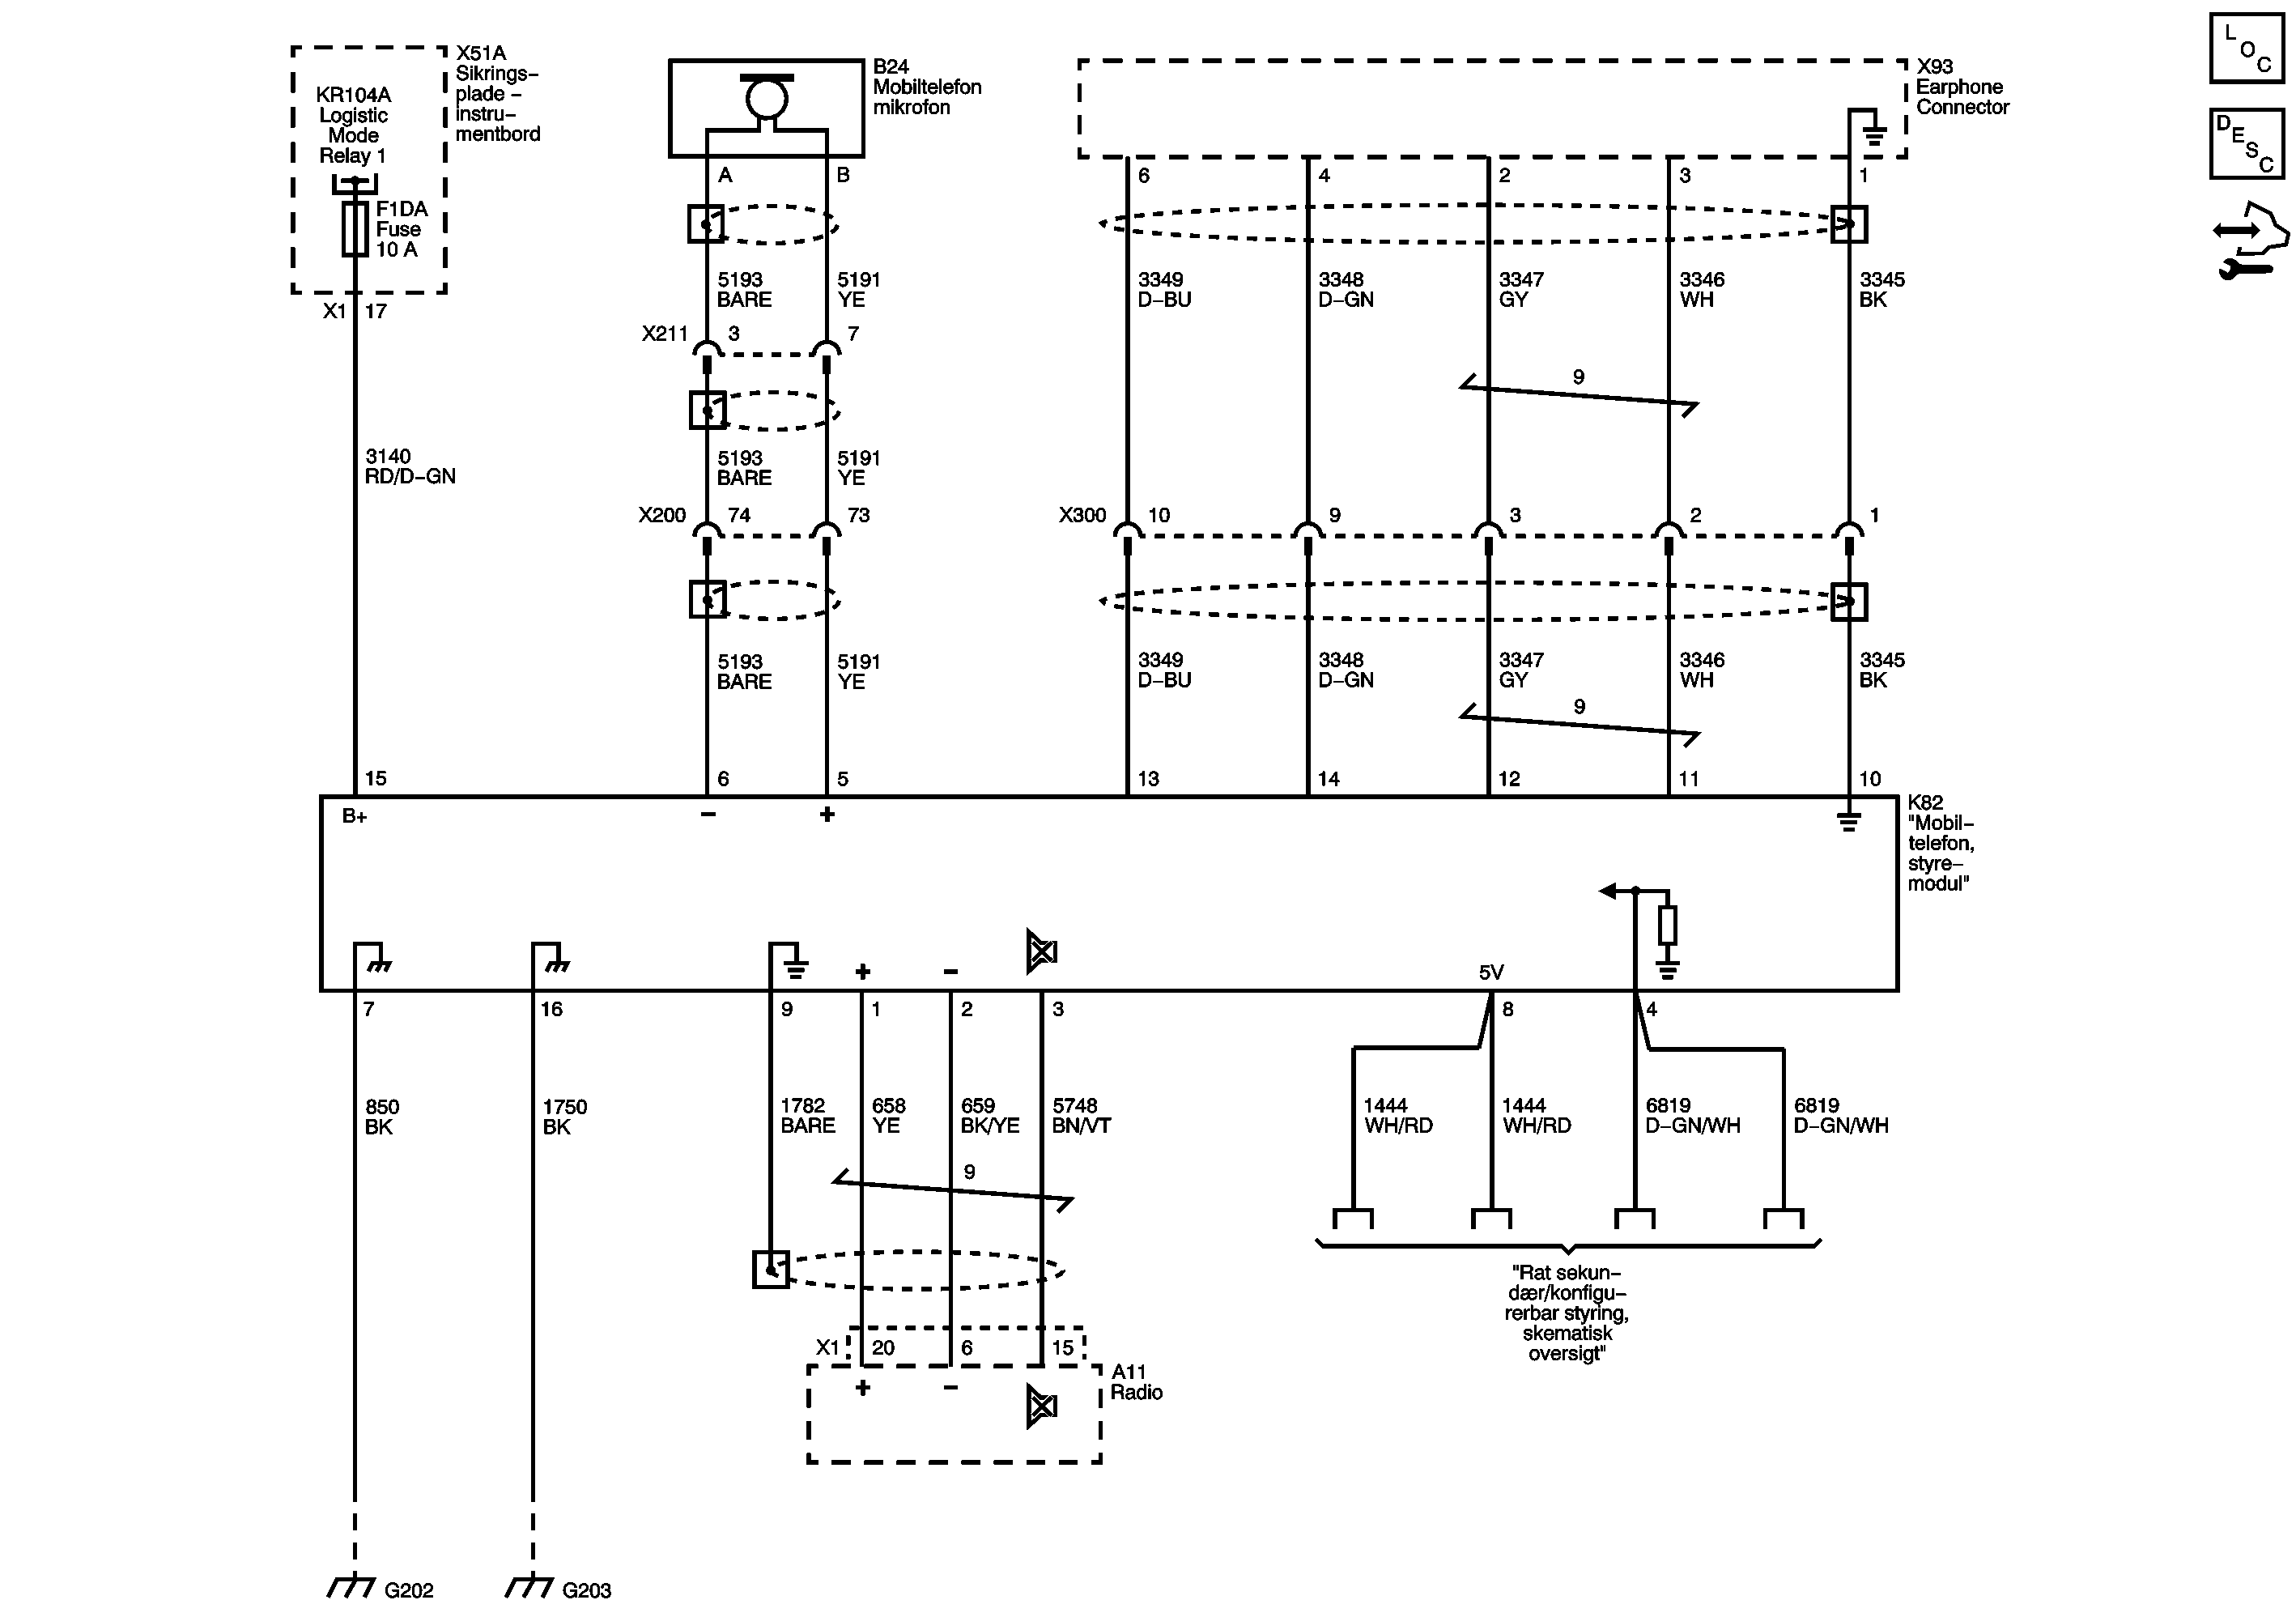 L O C
D E S C
X51A
Sikrings–
plade –
instru–
mentbord
KR104A
Logistic
Mode
Relay 1
F1DA
Fuse
10 A
X1 17
B24
Mobiltelefon
mikrofon
A B
X93
Earphone
Connector
6 4 2 3 1
5193
BARE
5191
YE
3349
D–BU
3348
D–GN
3347
GY
3346
WH
3345
BK
X211 3 7
9
3140
RD/D–GN
5193
BARE
5191
YE
X200 74 73
X300 10 9 3 2 1
5193
BARE
5191
YE
3349
D–BU
3348
D–GN
3347
GY
3346
WH
3345
BK
9
15 6 5 13 14 12 11 10
B+ – +
K82
"Mobil–
telefon,
styre–
modul"
+ – 5V
7 16 9 1 2 3 8 4
850
BK
1750
BK
1782
BARE
658
YE
659
BK/YE
5748
BN/VT
1444
WH/RD
1444
WH/RD
6819
D–GN/WH
6819
D–GN/WH
9
"Rat sekun–
dær/konfigu–
rerbar styring,
skematisk
oversigt"
X1 20 6 15
+ –
A11
Radio
G202 G203